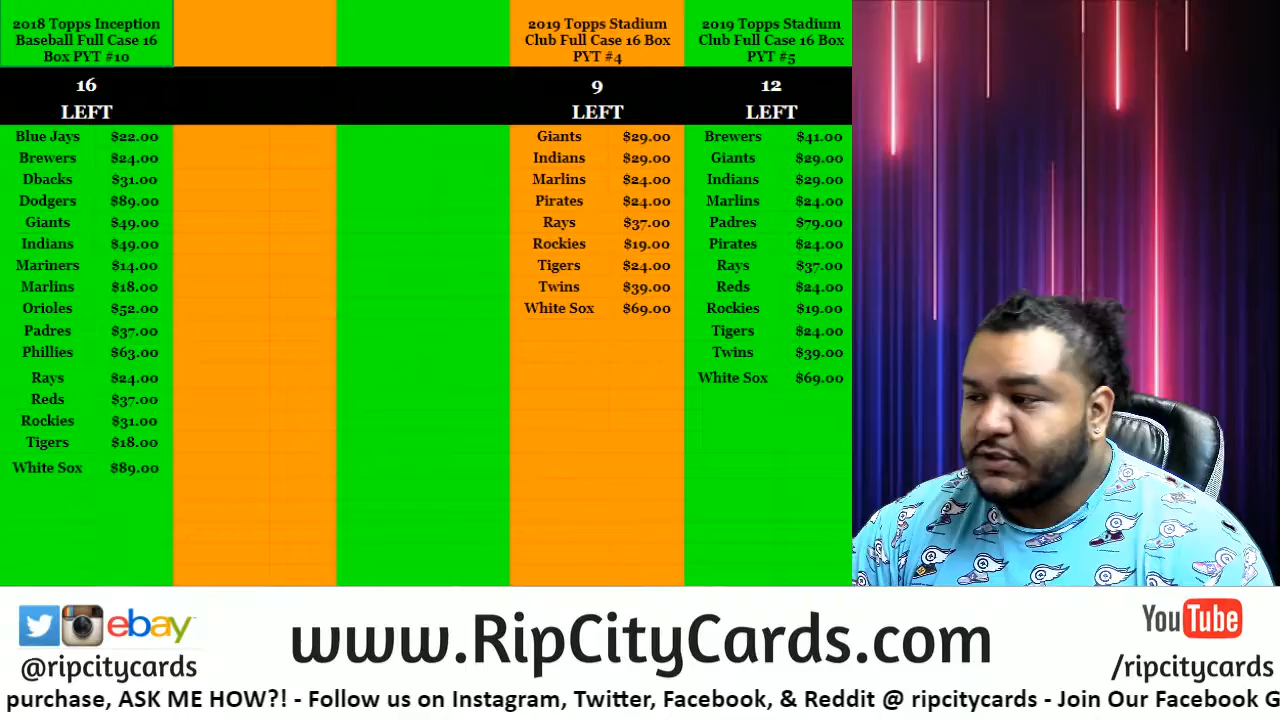 2018 Topps Inception
Baseball Full Case 16
Box PYT #10
16
LEFT
Blue Jays $22.00
Brewers $24.00
Dbacks $31.00
Dodgers $89.00
Giants $49.00
Indians $49.00
Mariners $14.00
Marlins $18.00
Orioles $52.00
Padres $37.00
Phillies $63.00
Rays $24.00
Reds $37.00
Rockies $31.00
Tigers $18.00
White Sox $89.00
2019 Topps Stadium
Club Full Case 16 Box
PYT #4
9
LEFT
Giants $29.00
Indians $29.00
Marlins $24.00
Pirates $24.00
Rays $37.00
Rockies $19.00
Tigers $24.00
Twins $39.00
White Sox $69.00
2019 Topps Stadium
Club Full Case 16 Box
PYT #5
12
LEFT
Brewers $41.00
Giants $29.00
Indians $29.00
Marlins $24.00
Padres $79.00
Pirates $24.00
Rays $37.00
Reds $24.00
Rockies $19.00
Tigers $24.00
Twins $39.00
White Sox $69.00
ebay
@ripcitycards
www.RipCityCards.com
YouTube
/ripcitycards
purchase, ASK ME HOW?! - Follow us on Instagram, Twitter, Facebook, & Reddit @ ripcitycards - Join Our Facebook G